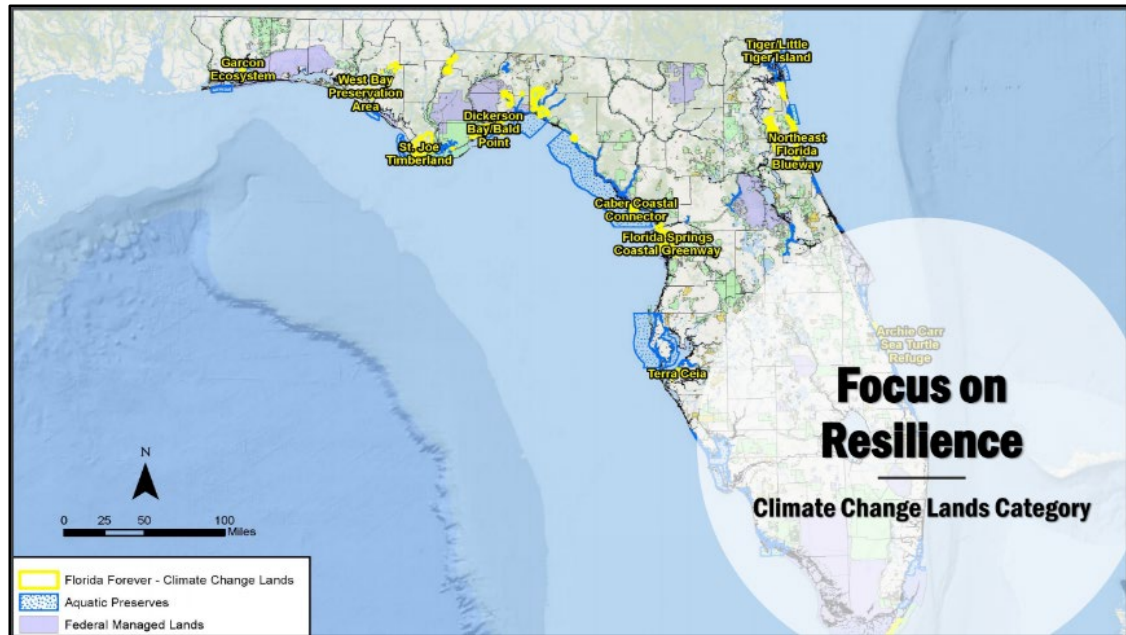 Garcon
Ecosystem
West Bay
Preservation
Area
St. Joe
Timberland
Dickerson
Bay/Bald
Point
Tiger/Little
Tiger Island
Northeast
Florida
Blueway
Caber Coastal
Connector
Florida Springs
Coastal Greenway
Terra Ceia
Archie Carr
Sea Turtle
Refuge
Focus on
Resilience
Climate Change Lands Category
N
0 25 50 100
Miles
Florida Forever - Climate Change Lands
Aquatic Preserves
Federal Managed Lands